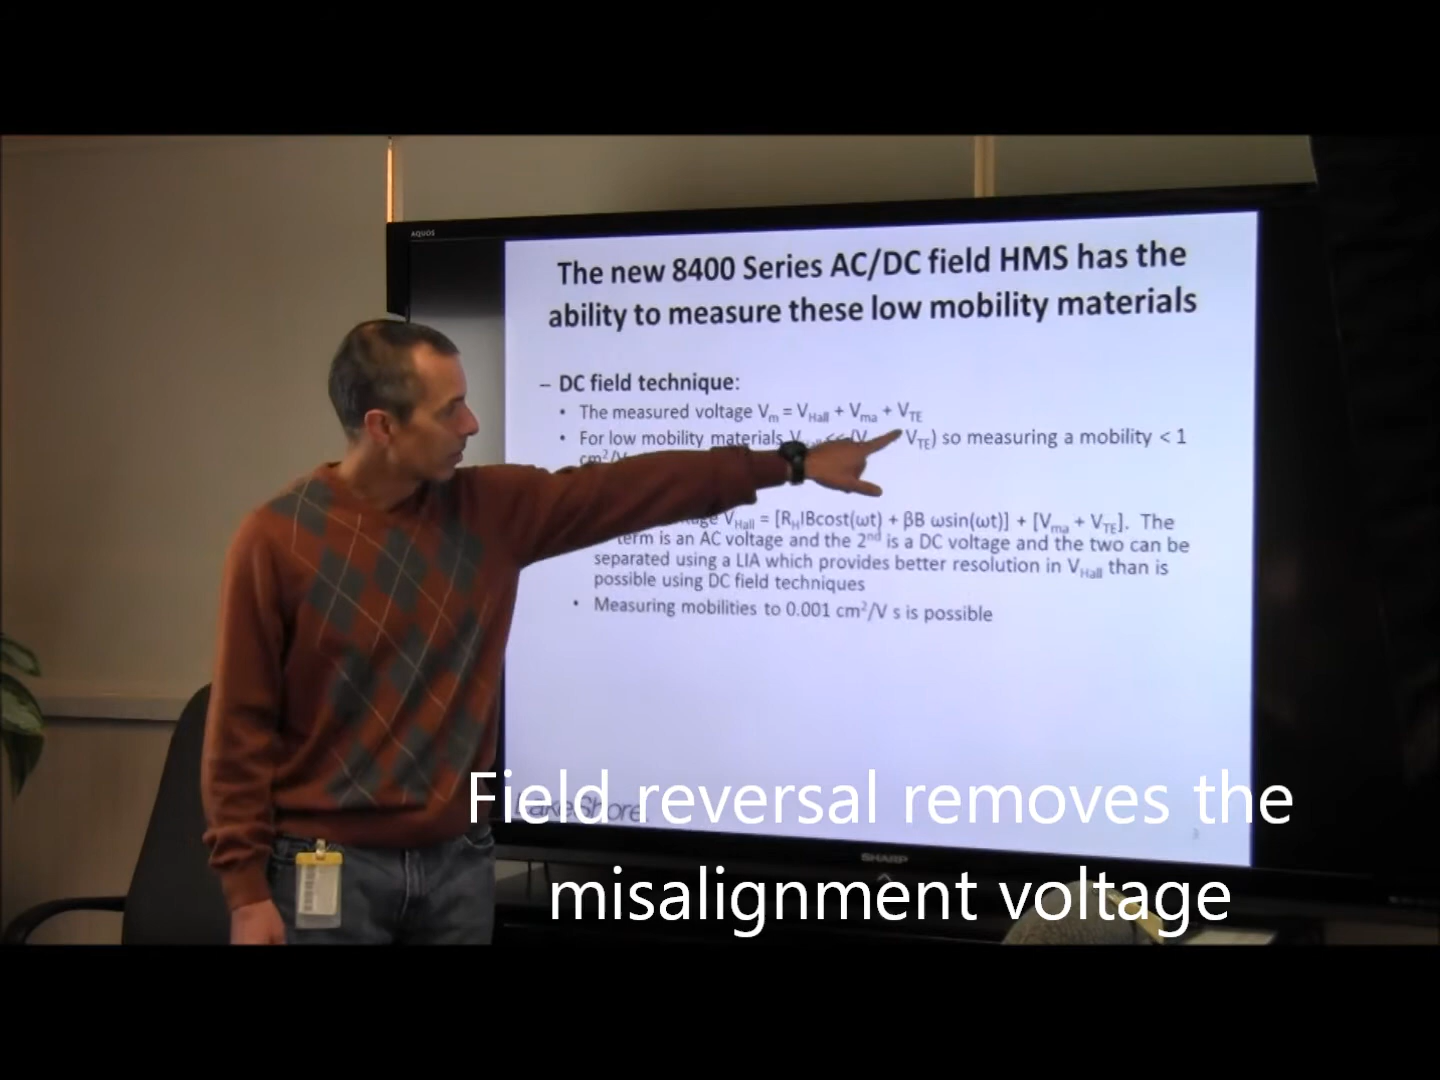 AQUOS
The new 8400 Series AC/DC field HMS has the
ability to measure these low mobility materials
– DC field technique:
• The measured voltage Vm = VHall + Vma + VTE
• For low mobility materials V << (V VTE) so measuring a mobility < 1
cm²/V
VHall = [RHIBcost(ωt) + βB ωsin(ωt)] + [Vma + VTE]. The
term is an AC voltage and the 2nd is a DC voltage and the two can be
separated using a LIA which provides better resolution in VHall than is
possible using DC field techniques
• Measuring mobilities to 0.001 cm²/V s is possible
LakeShore.
3
SHARP
Field reversal removes the
misalignment voltage